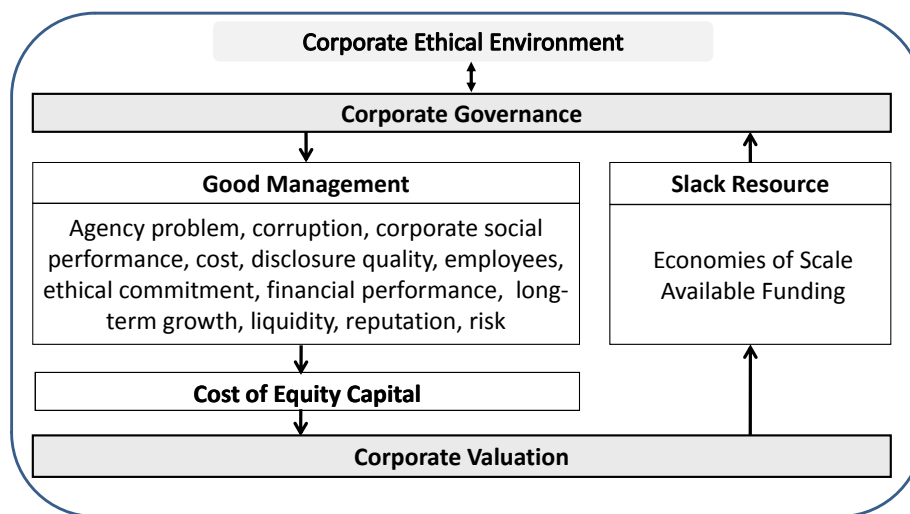 Corporate Ethical Environment
Corporate Governance
Good Management
Agency problem, corruption, corporate social
performance, cost, disclosure quality, employees,
ethical commitment, financial performance,  long-
term growth, liquidity, reputation, risk
Slack Resource
Economies of Scale
Available Funding
Cost of Equity Capital
Corporate Valuation